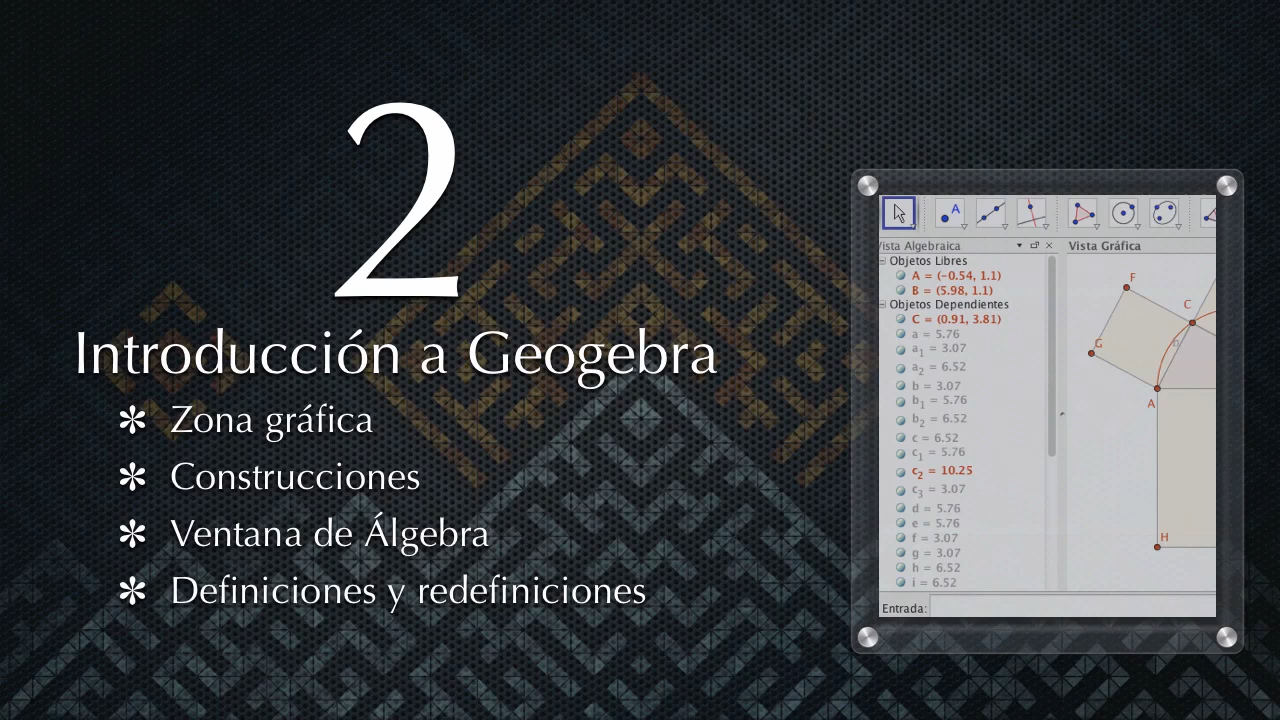 2
Introducción a Geogebra
✻ Zona gráfica
✻ Construcciones
✻ Ventana de Álgebra
✻ Definiciones y redefiniciones
A
Vista Algebraica
Vista Gráfica
Objetos Libres
A = (−0.54, 1.1)
B = (5.98, 1.1)
Objetos Dependientes
C = (0.91, 3.81)
a = 5.76
a₁ = 3.07
a₂ = 6.52
b = 3.07
b₁ = 5.76
b₂ = 6.52
c = 6.52
c₁ = 5.76
c₂ = 10.25
c₃ = 3.07
d = 5.76
e = 5.76
f = 3.07
g = 3.07
h = 6.52
i = 6.52
Entrada:
F
C
G
A
H